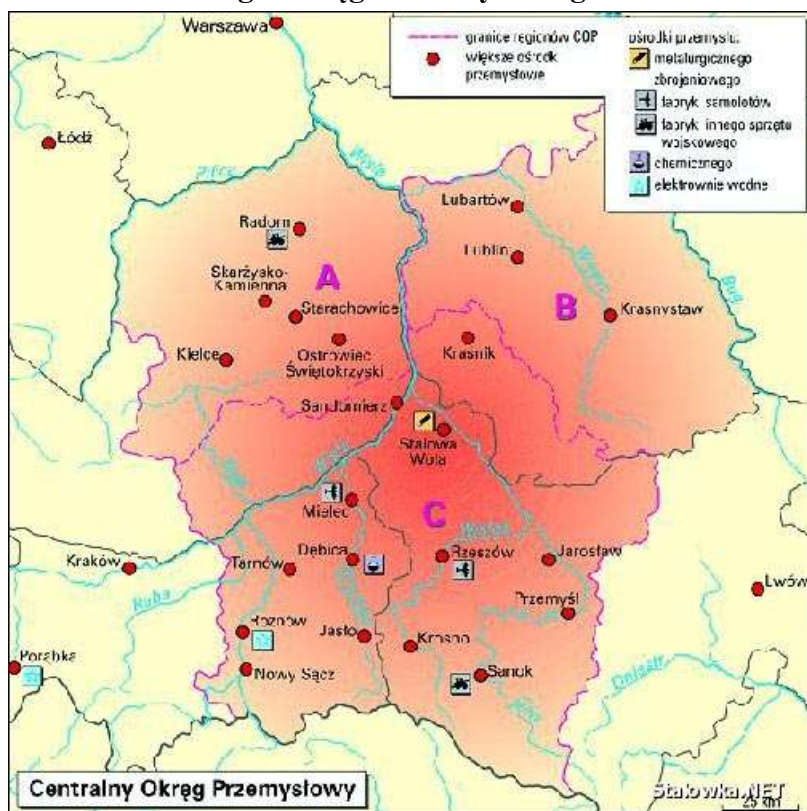 Warszawa
granice regionów COP
większe ośrodk
przemysłowe
ośrodki przemysłu:
metalurgicznego
zbrojeniowego
fabryk samolotów
fabryk innego sprzętu
wojskowego
chemicznego
elektrownie wodne
Łódź
Lubartów
Radom
Lublin
Bug
Skarżysko-
Kamienna
A
B
Starachowice
Krasnystaw
Kielce
Ostrowiec
Świętokrzyski
Kraśnik
Sandomierz
Stalowa
Wola
Mielec
C
Kraków
Tarnów
Dębica
Rzeszów
Jarosław
Lwów
Raba
Przemyśl
Rożnów
Jasło
Krosno
Porąbka
Nowy Sącz
Sanok
Dniestr
Centralny Okręg Przemysłowy
Stalowka.NET
25 km